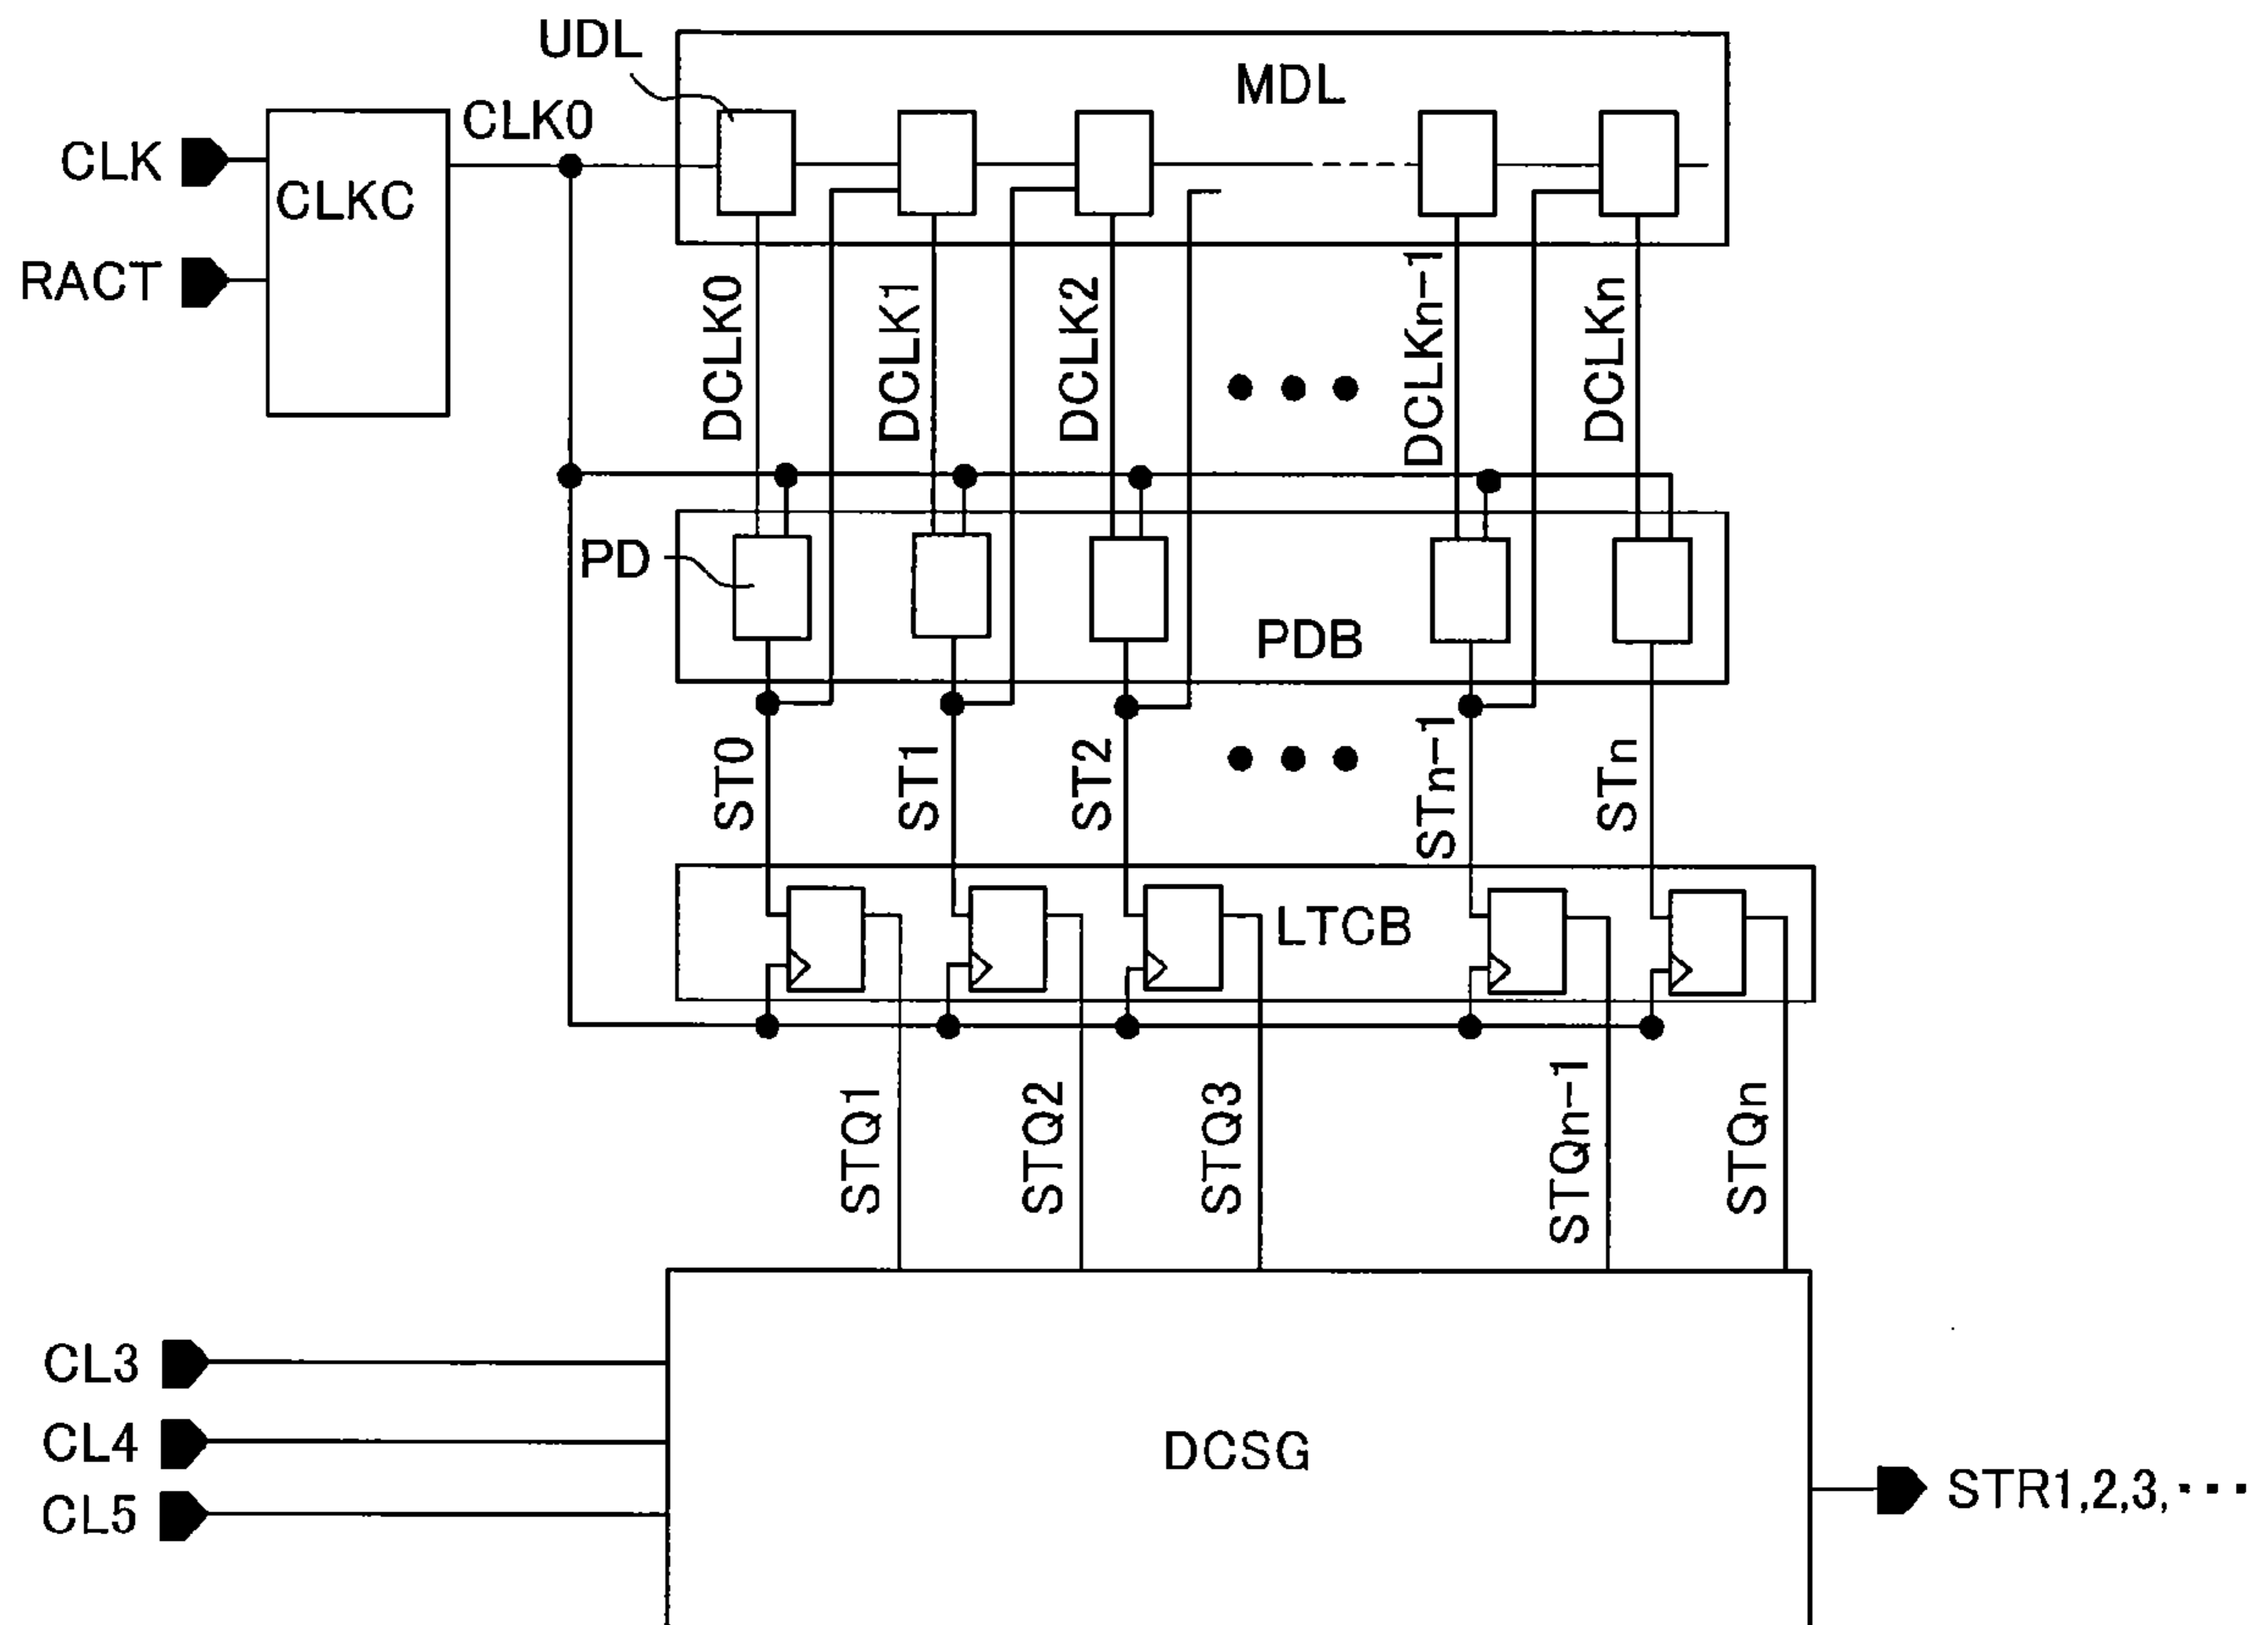 UDL
MDL
CLK0
CLK
CLKC
RACT
DCLK0
DCLK1
DCLK2
DCLKn-1
DCLKn
PD
PDB
ST0
ST1
ST2
STn-1
STn
LTCB
STQ1
STQ2
STQ3
STQn-1
STQn
CL3
CL4
CL5
DCSG
STR1,2,3,･･･